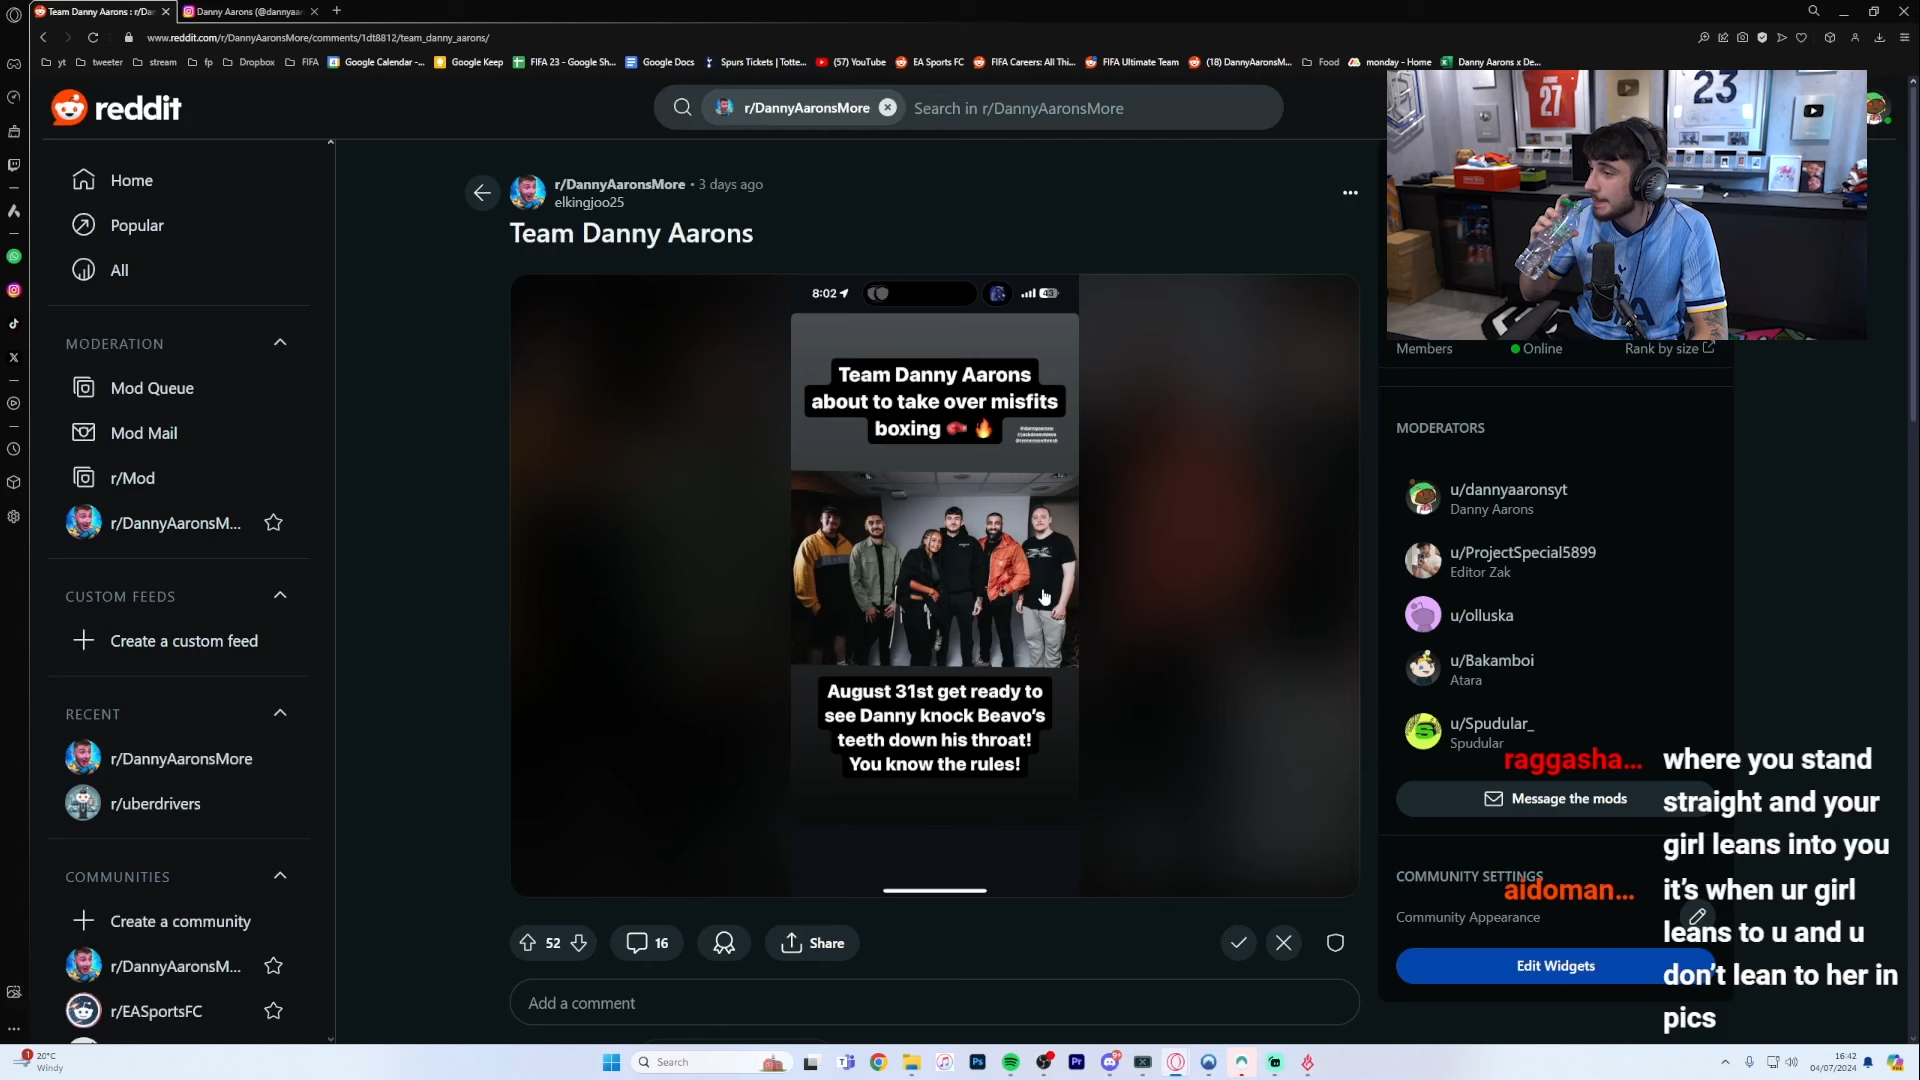 Team Danny Aarons : r/Da
Danny Aarons (@dannyaar
www.reddit.com/r/DannyAaronsMore/comments/1dt8812/team_danny_aarons/
yt
tweeter
stream
fp
Dropbox
FIFA
Google Calendar -...
Google Keep
FIFA 23 - Google Sh...
Google Docs
Spurs Tickets | Totte...
(57) YouTube
EA Sports FC
FIFA Careers: All Thi...
FIFA Ultimate Team
(18) DannyAaronsM...
Food
monday - Home
Danny Aarons x De...
reddit
r/DannyAaronsMore
Search in r/DannyAaronsMore
27
23
Home
Popular
All
MODERATION
Mod Queue
Mod Mail
r/Mod
r/DannyAaronsM...
CUSTOM FEEDS
Create a custom feed
RECENT
r/DannyAaronsMore
r/uberdrivers
COMMUNITIES
Create a community
r/DannyAaronsM...
r/EASportsFC
r/DannyAaronsMore • 3 days ago
elkingjoo25
Team Danny Aarons
8:02
43
Team Danny Aarons
about to take over misfits
boxing 🥊 🔥
August 31st get ready to
see Danny knock Beavo's
teeth down his throat!
You know the rules!
52
16
Share
Add a comment
Members
Online
Rank by size
MODERATORS
u/dannyaaronsyt
Danny Aarons
u/ProjectSpecial5899
Editor Zak
u/olluska
u/Bakamboi
Atara
u/Spudular_
Spudular
Message the mods
COMMUNITY SETTINGS
Community Appearance
Edit Widgets
raggasha... where you stand
straight and your
girl leans into you
aidoman... it's when ur girl
leans to u and u
don't lean to her in
pics
1
20°C
Windy
Search
16:42
04/07/2024